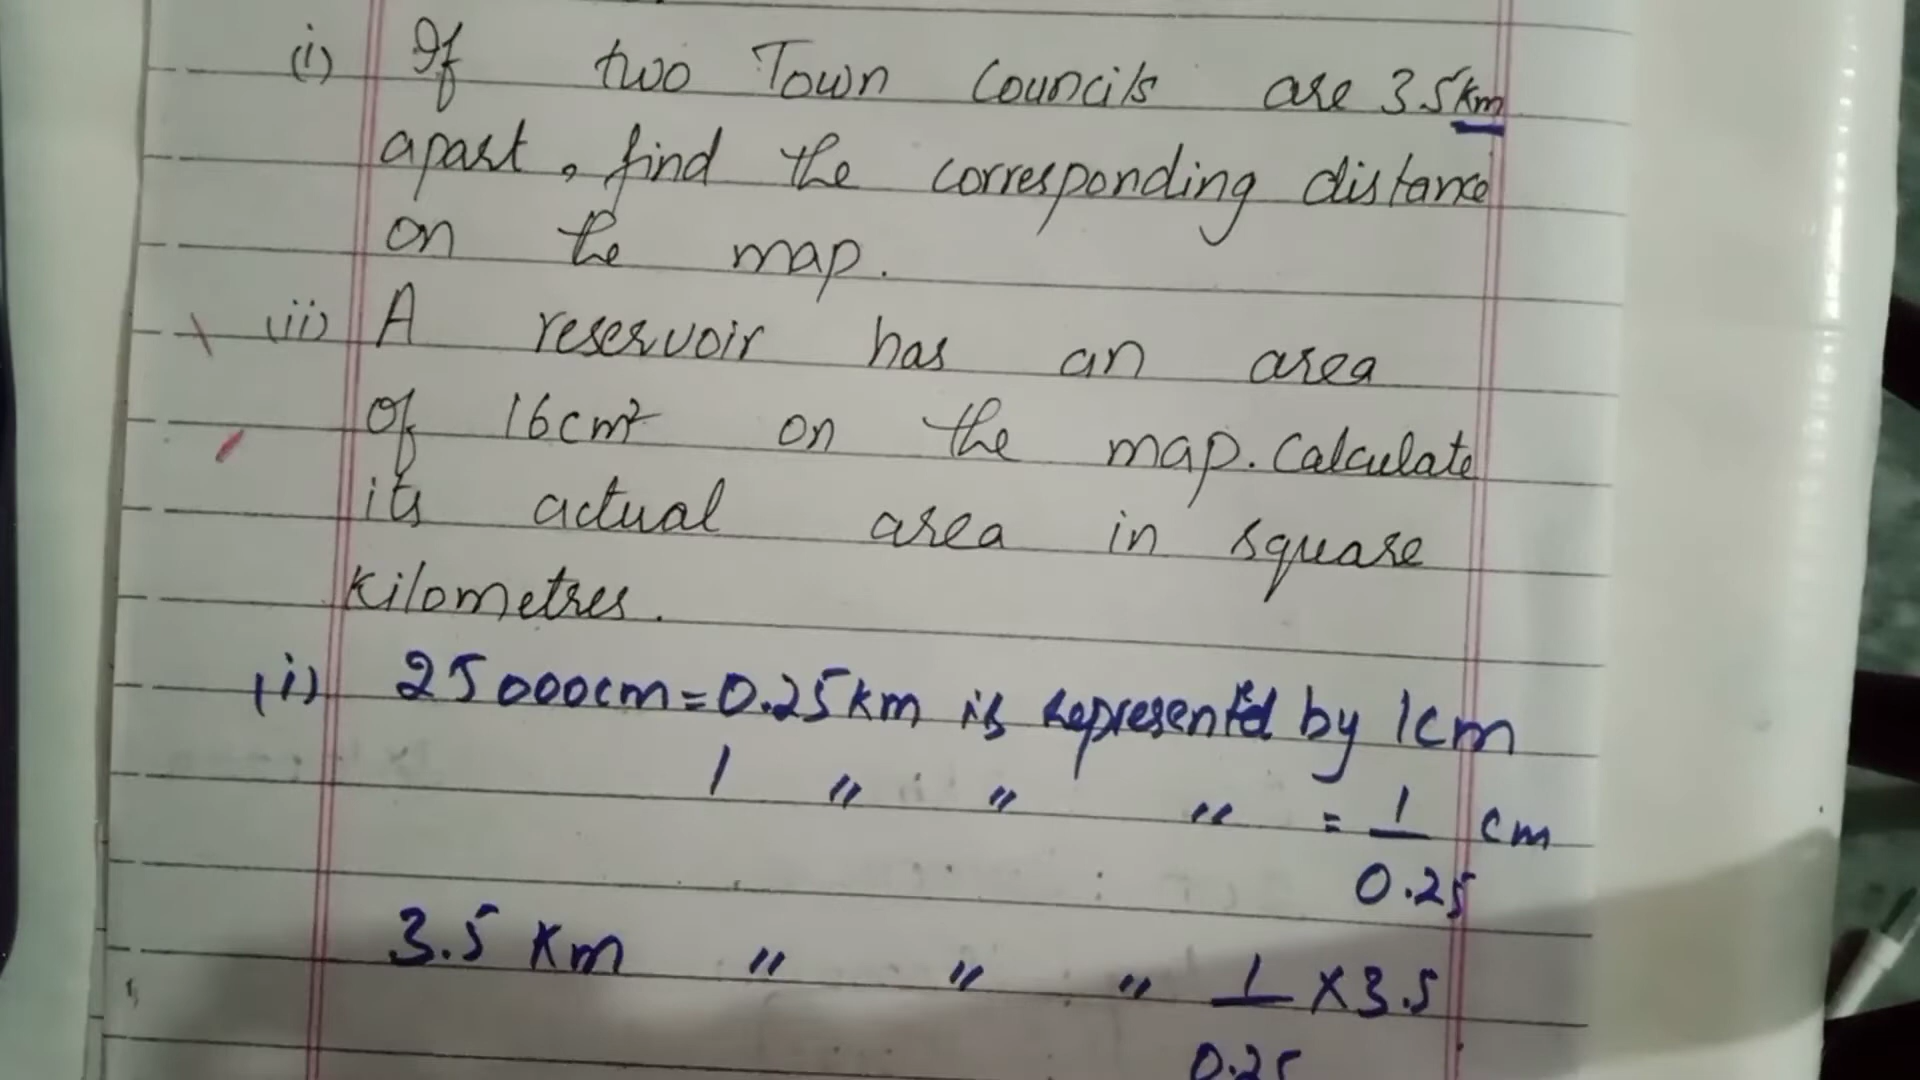 (i) If two Town Councils are 3.5km
apart, find the corresponding distance
on the map.
(ii) A reservoir has an area
of 16cm² on the map. Calculate
its actual area in square
kilometres.
(i) 25000cm = 0.25km is represented by 1cm
1 " " " = 1/0.25 cm
3.5 km " " " 1/0.25 × 3.5